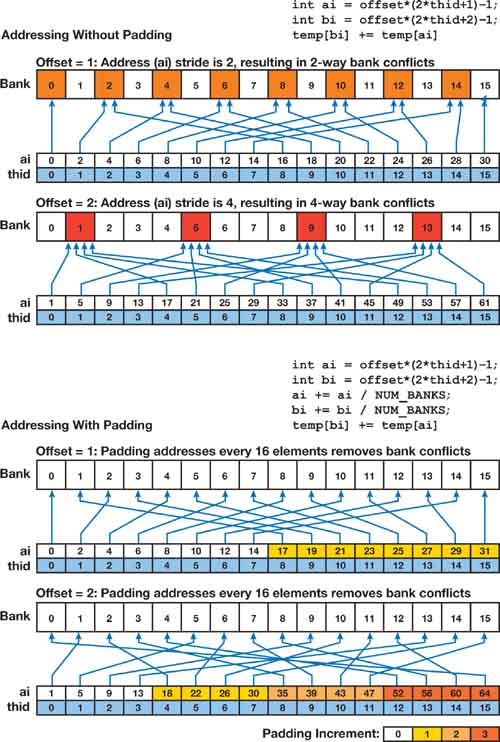 int ai = offset*(2*thid+1)-1;
int bi = offset*(2*thid+2)-1;
Addressing Without Padding
temp[bi] += temp[ai]
Offset = 1: Address (ai) stride is 2, resulting in 2-way bank conflicts
Bank 0 1 2 3 4 5 6 7 8 9 10 11 12 13 14 15
ai 0 2 4 6 8 10 12 14 16 18 20 22 24 26 28 30
thid 0 1 2 3 4 5 6 7 8 9 10 11 12 13 14 15
Offset = 2: Address (ai) stride is 4, resulting in 4-way bank conflicts
Bank 0 1 2 3 4 5 6 7 8 9 10 11 12 13 14 15
ai 1 5 9 13 17 21 25 29 33 37 41 45 49 53 57 61
thid 0 1 2 3 4 5 6 7 8 9 10 11 12 13 14 15
int ai = offset*(2*thid+1)-1;
int bi = offset*(2*thid+2)-1;
ai += ai / NUM_BANKS;
bi += bi / NUM_BANKS;
Addressing With Padding
temp[bi] += temp[ai]
Offset = 1: Padding addresses every 16 elements removes bank conflicts
Bank 0 1 2 3 4 5 6 7 8 9 10 11 12 13 14 15
ai 0 2 4 6 8 10 12 14 17 19 21 23 25 27 29 31
thid 0 1 2 3 4 5 6 7 8 9 10 11 12 13 14 15
Offset = 2: Padding addresses every 16 elements removes bank conflicts
Bank 0 1 2 3 4 5 6 7 8 9 10 11 12 13 14 15
ai 1 5 9 13 18 22 26 30 35 39 43 47 52 56 60 64
thid 0 1 2 3 4 5 6 7 8 9 10 11 12 13 14 15
Padding Increment: 0 1 2 3